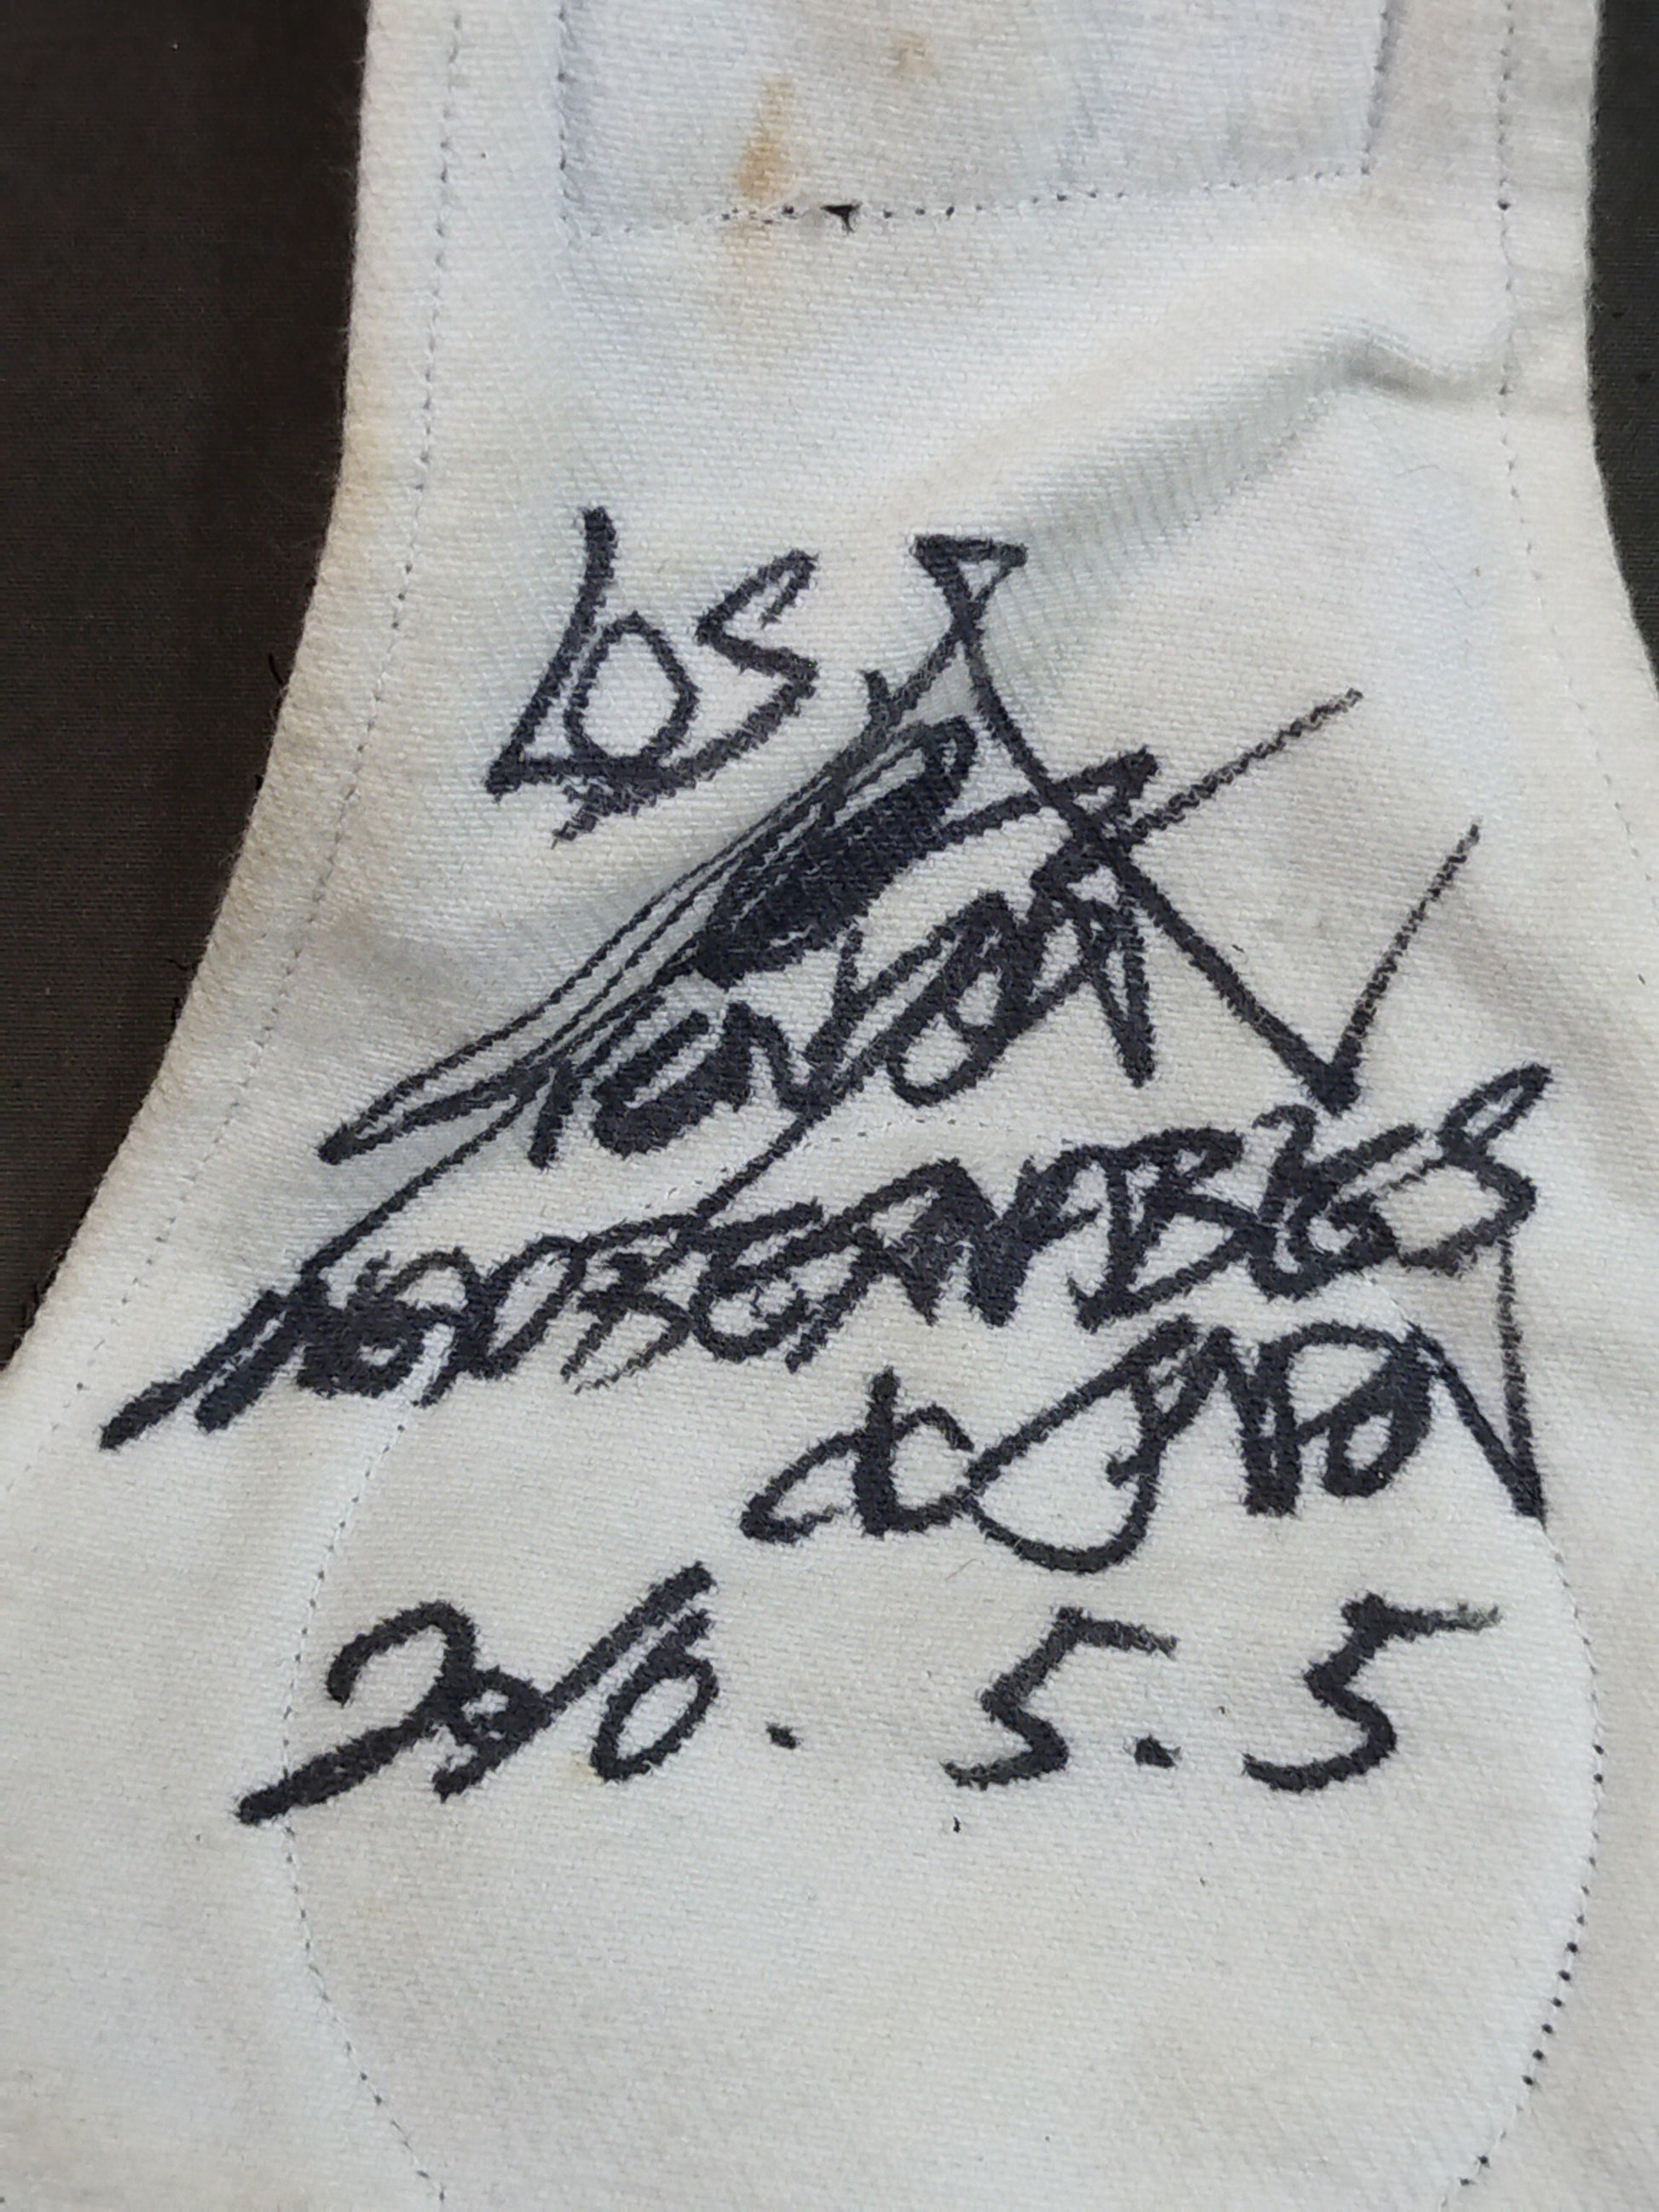 LOS
INGOBERNABLES
de JAPON
2016.5.5